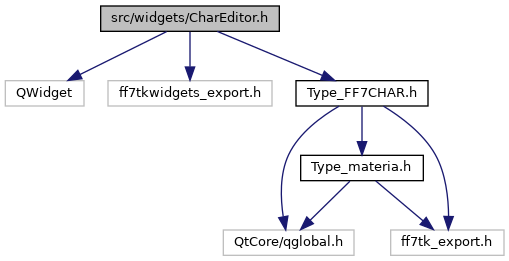 src/widgets/CharEditor.h
QWidget
ff7tkwidgets_export.h
Type_FF7CHAR.h
Type_materia.h
QtCore/qglobal.h
ff7tk_export.h